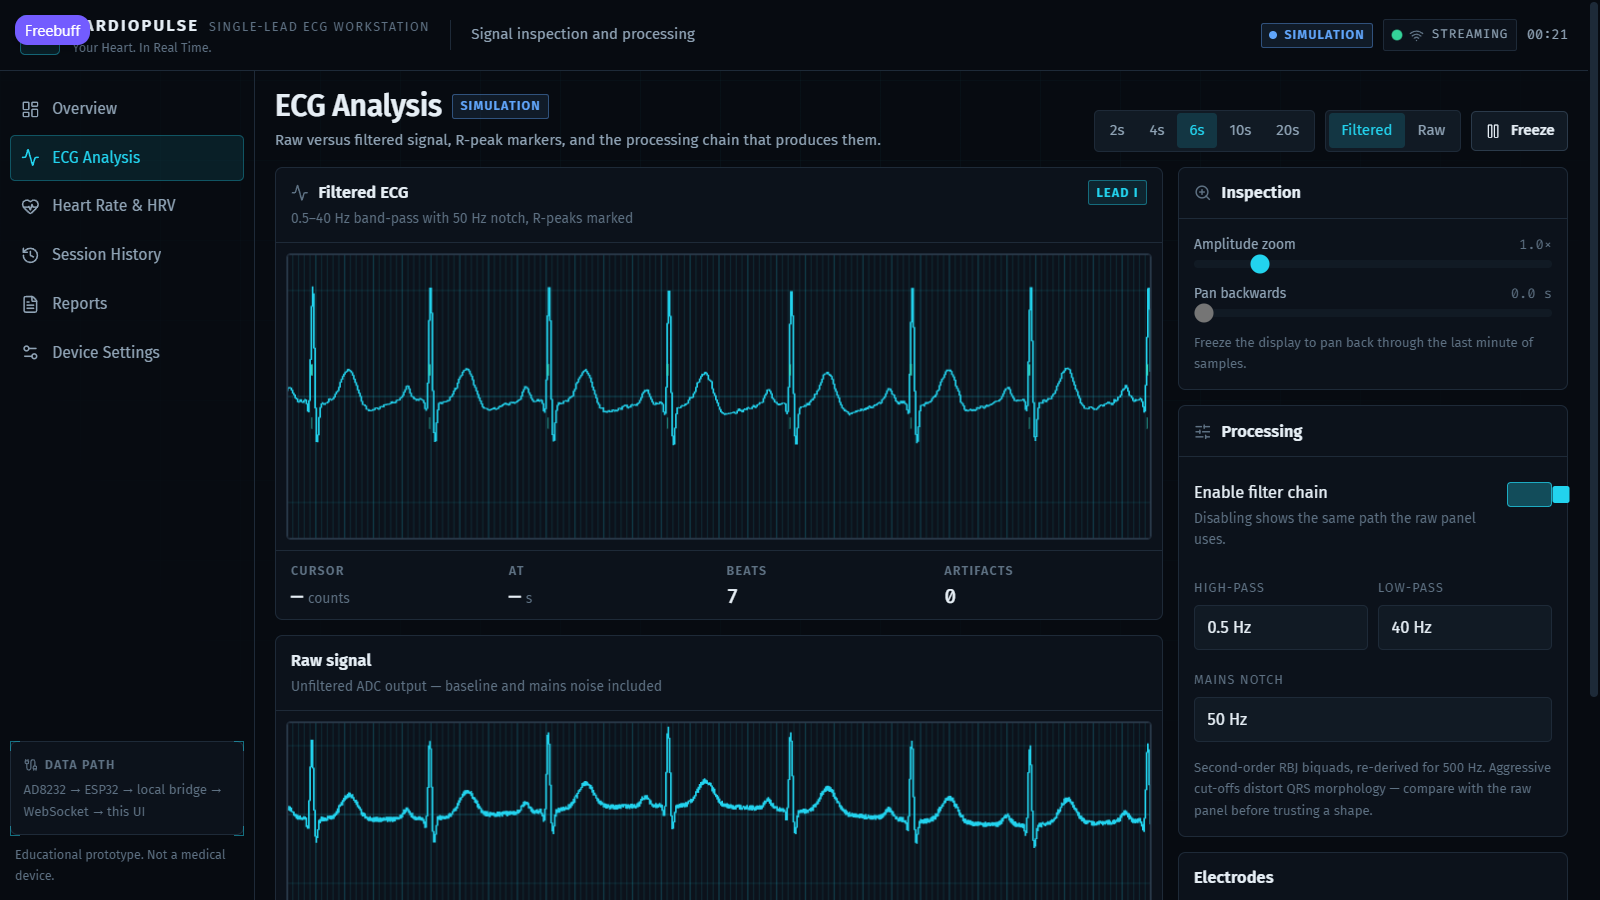 Freebuff
ARDIOPULSE SINGLE-LEAD ECG WORKSTATION
Your Heart. In Real Time.
Signal inspection and processing
SIMULATION
STREAMING
00:21
Overview
ECG Analysis
Heart Rate & HRV
Session History
Reports
Device Settings
DATA PATH
AD8232 → ESP32 → local bridge →
WebSocket → this UI
Educational prototype. Not a medical
device.
ECG Analysis SIMULATION
Raw versus filtered signal, R-peak markers, and the processing chain that produces them.
2s 4s 6s 10s 20s
Filtered Raw
Freeze
Filtered ECG
LEAD I
0.5–40 Hz band-pass with 50 Hz notch, R-peaks marked
CURSOR AT BEATS ARTIFACTS
— counts — s 7 0
Raw signal
Unfiltered ADC output — baseline and mains noise included
Inspection
Amplitude zoom 1.0×
Pan backwards 0.0 s
Freeze the display to pan back through the last minute of
samples.
Processing
Enable filter chain
Disabling shows the same path the raw panel
uses.
HIGH-PASS LOW-PASS
0.5 Hz 40 Hz
MAINS NOTCH
50 Hz
Second-order RBJ biquads, re-derived for 500 Hz. Aggressive
cut-offs distort QRS morphology — compare with the raw
panel before trusting a shape.
Electrodes